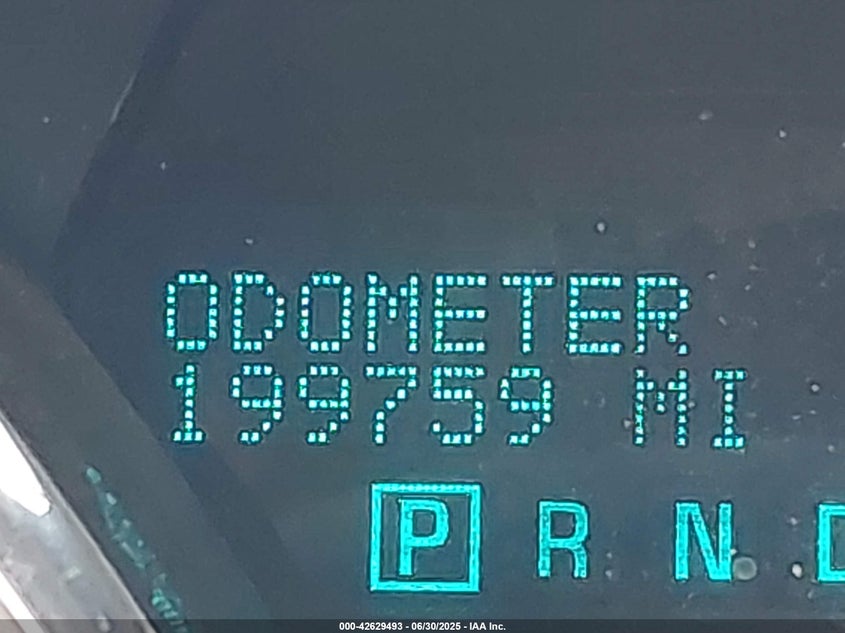 ODOMETER
199759 MI
P R N D
000-42629493 - 06/30/2025 - IAA Inc.